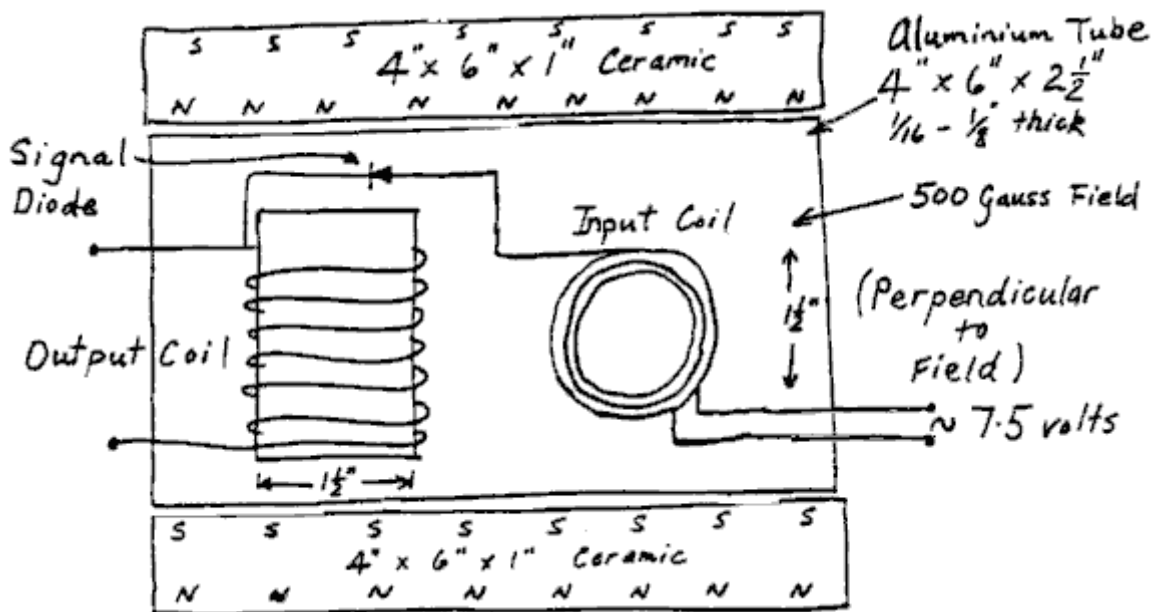 S S S S S S S S
4" x 6" x 1" Ceramic
N N N N N N N N N
Aluminium Tube
4" x 6" x 2 1/2"
1/16 - 1/8" thick
Signal
Diode
500 Gauss Field
Input Coil
1 1/2"
(Perpendicular
to
Field)
Output Coil
~ 7.5 volts
1 1/2"
S S S S S S S S
4" x 6" x 1" Ceramic
N N N N N N N N